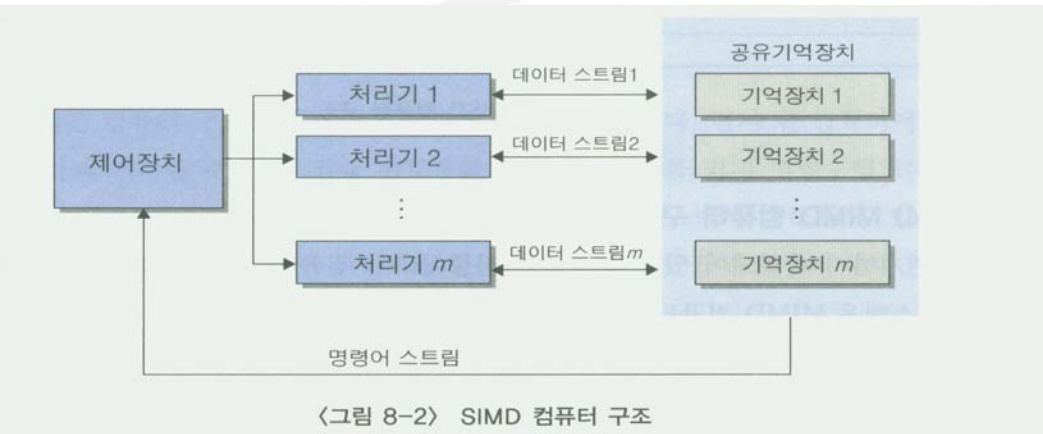 공유기억장치
제어장치
처리기 1
데이터 스트림1
기억장치 1
처리기 2
데이터 스트림2
기억장치 2
⋮
⋮
처리기 m
데이터 스트림m
기억장치 m
명령어 스트림
〈그림 8-2〉 SIMD 컴퓨터 구조